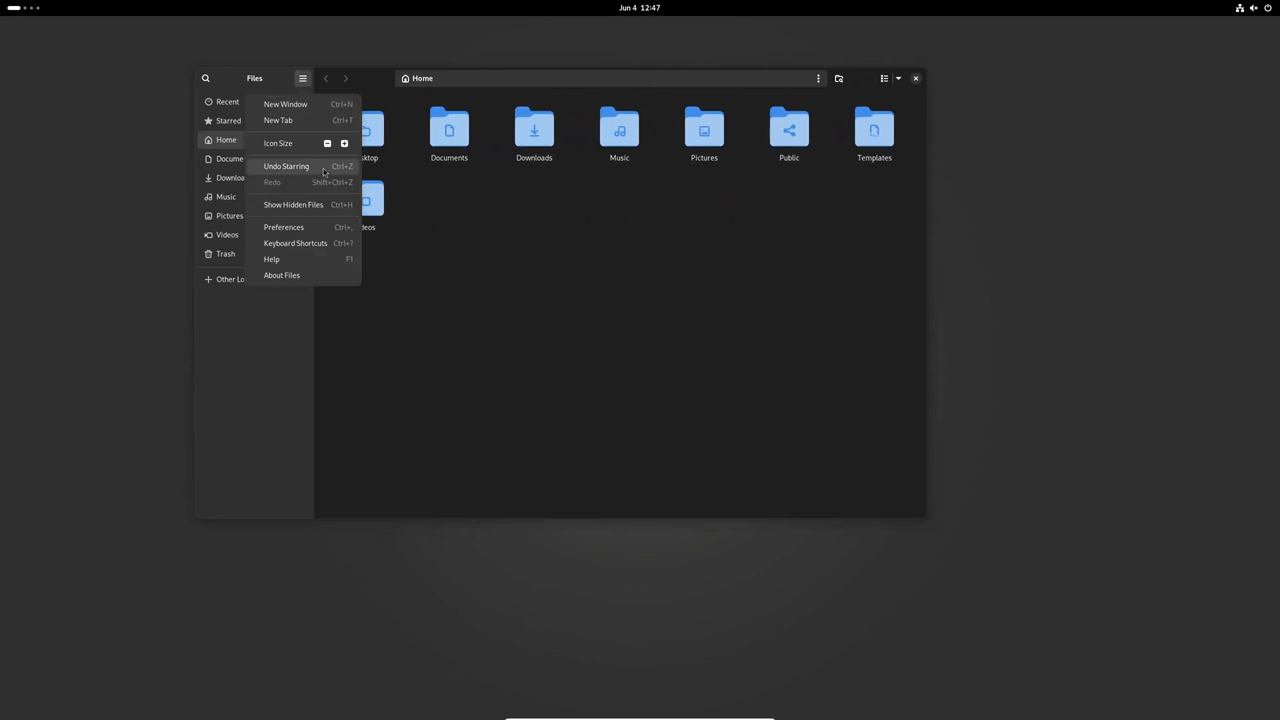 Jun 4 12:47
Files
Home
Recent
Starred
Home
Docume
Downloa
Music
Pictures
Videos
Trash
Other Lo
New Window Ctrl+N
New Tab Ctrl+T
Icon Size
Undo Starring Ctrl+Z
Redo Shift+Ctrl+Z
Show Hidden Files Ctrl+H
Preferences Ctrl+,
Keyboard Shortcuts Ctrl+?
Help F1
About Files
sktop
Documents
Downloads
Music
Pictures
Public
Templates
deos